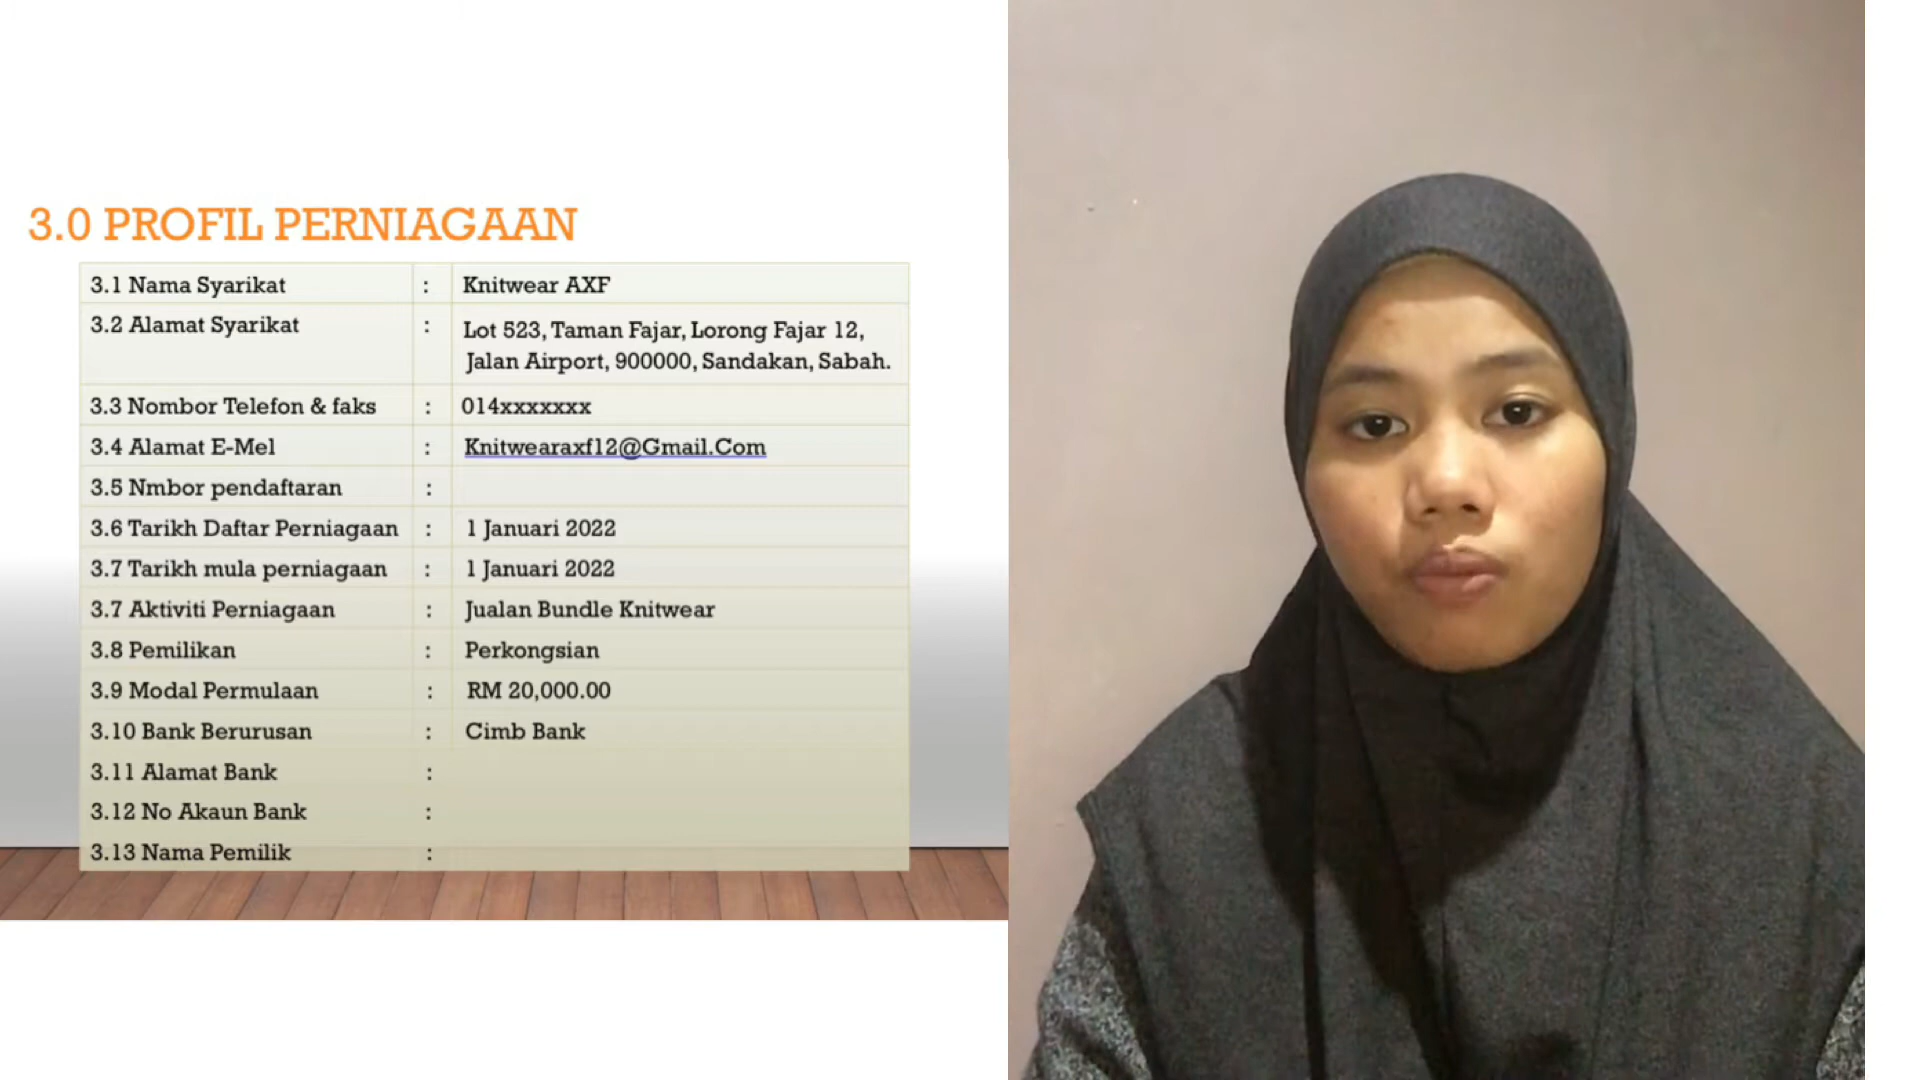 3.0 PROFIL PERNIAGAAN
3.1 Nama Syarikat : Knitwear AXF
3.2 Alamat Syarikat : Lot 523, Taman Fajar, Lorong Fajar 12,
Jalan Airport, 900000, Sandakan, Sabah.
3.3 Nombor Telefon & faks : 014xxxxxxx
3.4 Alamat E-Mel : Knitwearaxf12@Gmail.Com
3.5 Nmbor pendaftaran :
3.6 Tarikh Daftar Perniagaan : 1 Januari 2022
3.7 Tarikh mula perniagaan : 1 Januari 2022
3.7 Aktiviti Perniagaan : Jualan Bundle Knitwear
3.8 Pemilikan : Perkongsian
3.9 Modal Permulaan : RM 20,000.00
3.10 Bank Berurusan : Cimb Bank
3.11 Alamat Bank :
3.12 No Akaun Bank :
3.13 Nama Pemilik :